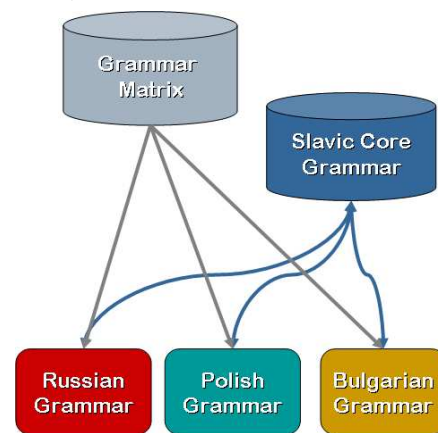 Grammar
Matrix
Slavic Core
Grammar
Russian
Grammar
Polish
Grammar
Bulgarian
Grammar